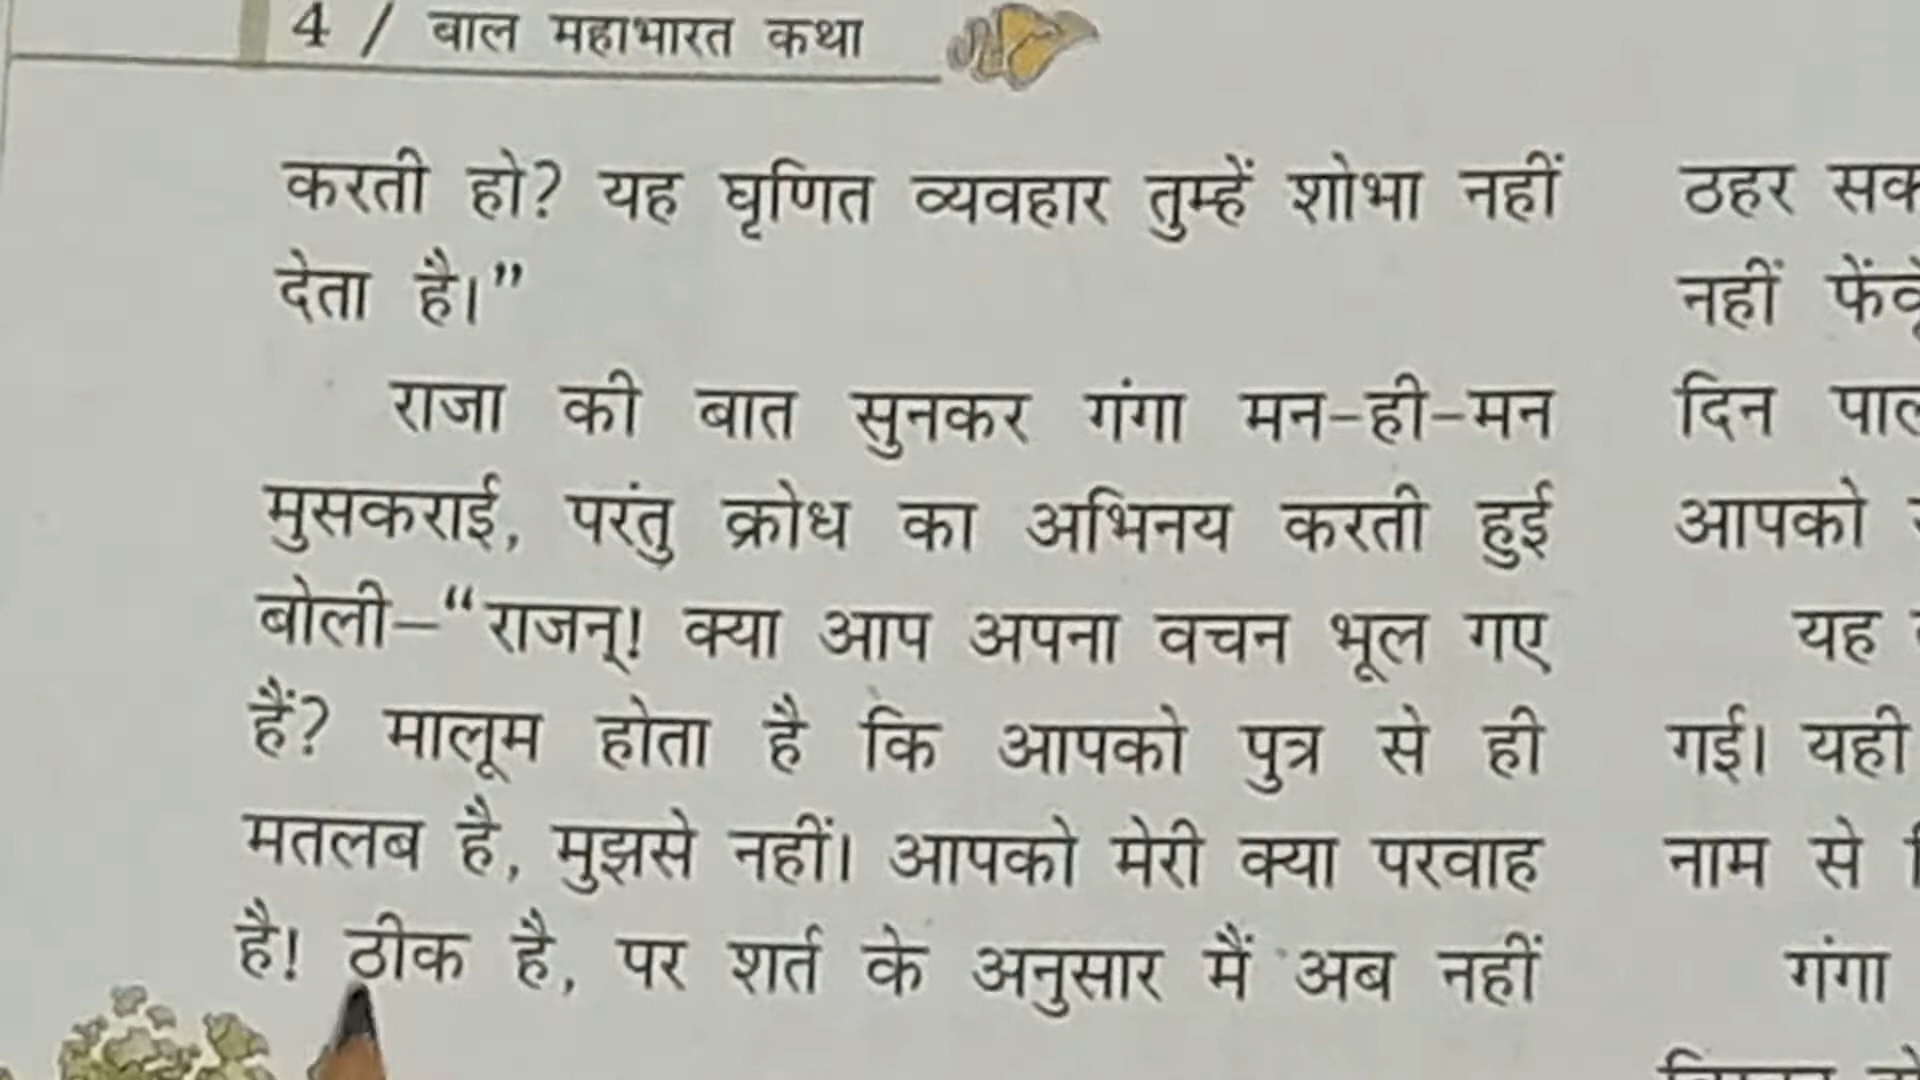 4 / बाल महाभारत कथा
करती हो? यह घृणित व्यवहार तुम्हें शोभा नहीं
देता है।”
राजा की बात सुनकर गंगा मन-ही-मन
मुसकराई, परंतु क्रोध का अभिनय करती हुई
बोली–“राजन्! क्या आप अपना वचन भूल गए
हैं? मालूम होता है कि आपको पुत्र से ही
मतलब है, मुझसे नहीं। आपको मेरी क्या परवाह
है! ठीक है, पर शर्त के अनुसार मैं अब नहीं
ठहर
नहीं
दिन
आपको
यह
गई। यही
नाम से
गंगा